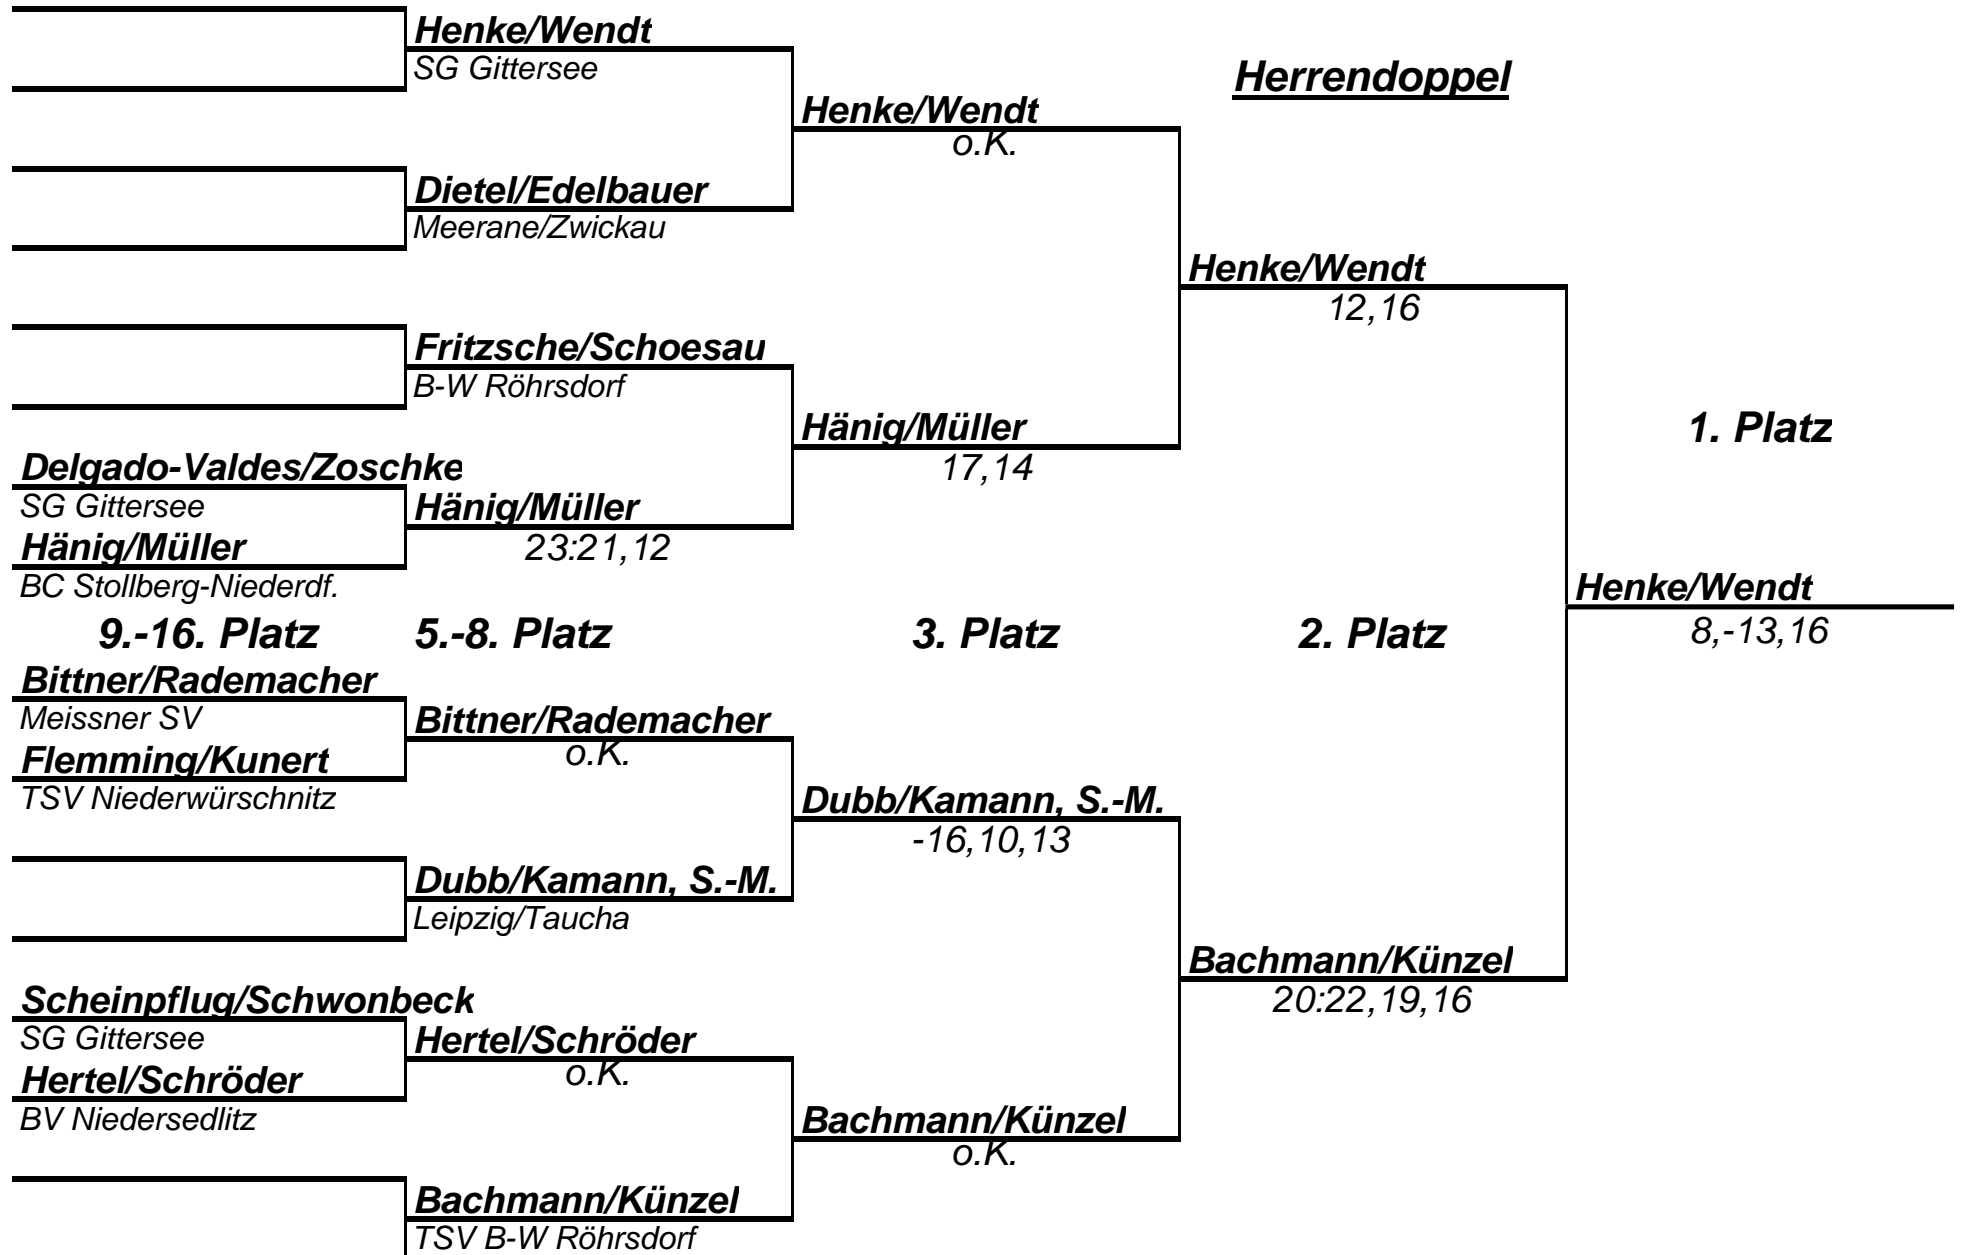 Henke/Wendt
SG Gittersee
Herrendoppel
Henke/Wendt
o.K.
Dietel/Edelbauer
Meerane/Zwickau
Henke/Wendt
12,16
Fritzsche/Schoesau
B-W Röhrsdorf
Hänig/Müller
17,14
1. Platz
Delgado-Valdes/Zoschke
SG Gittersee
Hänig/Müller
23:21,12
Hänig/Müller
BC Stollberg-Niederdf.
Henke/Wendt
8,-13,16
9.-16. Platz
5.-8. Platz
3. Platz
2. Platz
Bittner/Rademacher
Meissner SV
Bittner/Rademacher
o.K.
Flemming/Kunert
TSV Niederwürschnitz
Dubb/Kamann, S.-M.
-16,10,13
Dubb/Kamann, S.-M.
Leipzig/Taucha
Bachmann/Künzel
20:22,19,16
Scheinpflug/Schwonbeck
SG Gittersee
Hertel/Schröder
o.K.
Hertel/Schröder
BV Niedersedlitz
Bachmann/Künzel
o.K.
Bachmann/Künzel
TSV B-W Röhrsdorf